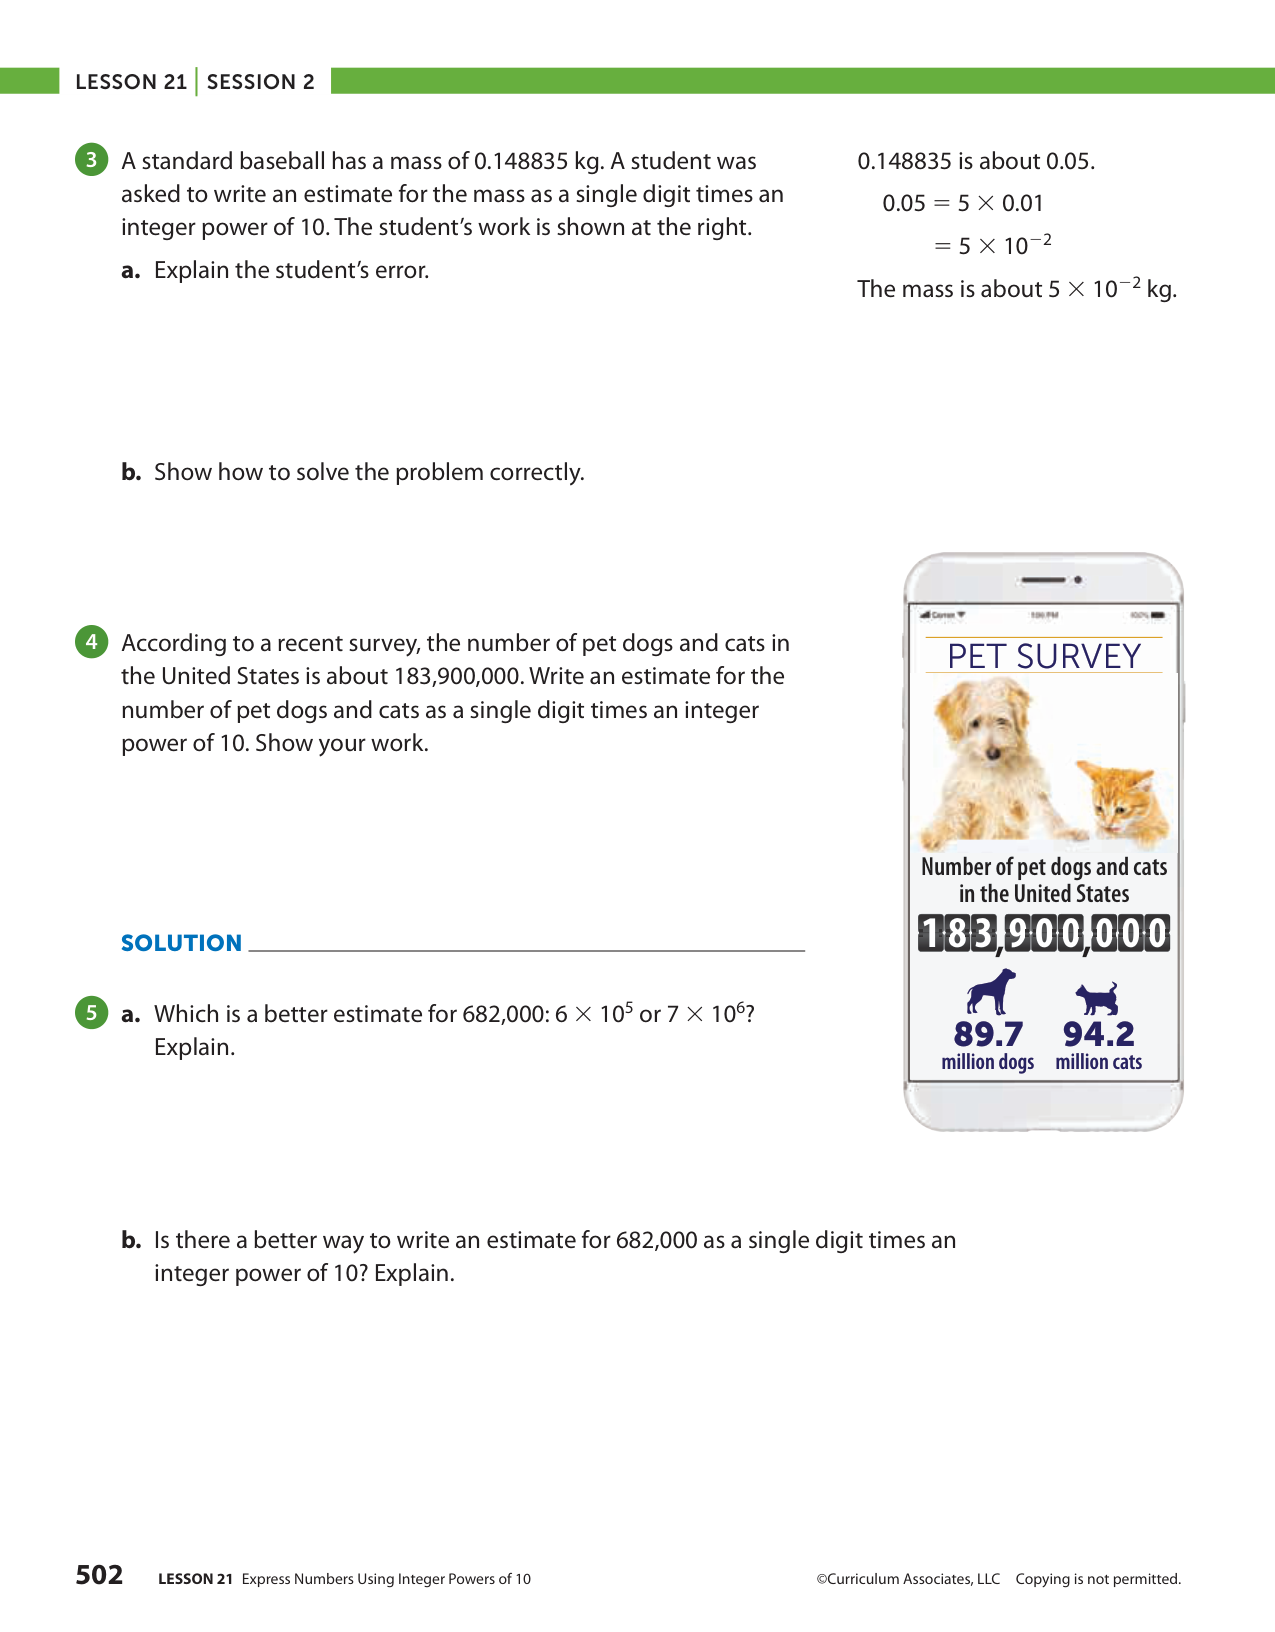 LESSON 21 | SESSION 2
3 A standard baseball has a mass of 0.148835 kg. A student was
asked to write an estimate for the mass as a single digit times an
integer power of 10. The student’s work is shown at the right.
a. Explain the student’s error.
0.148835 is about 0.05.
0.05 = 5 × 0.01
= 5 × 10⁻²
The mass is about 5 × 10⁻² kg.
b. Show how to solve the problem correctly.
4 According to a recent survey, the number of pet dogs and cats in
the United States is about 183,900,000. Write an estimate for the
number of pet dogs and cats as a single digit times an integer
power of 10. Show your work.
SOLUTION
PET SURVEY
Number of pet dogs and cats
in the United States
183,900,000
89.7 94.2
million dogs million cats
5 a. Which is a better estimate for 682,000: 6 × 10⁵ or 7 × 10⁶?
Explain.
b. Is there a better way to write an estimate for 682,000 as a single digit times an
integer power of 10? Explain.
502 LESSON 21 Express Numbers Using Integer Powers of 10 ©Curriculum Associates, LLC Copying is not permitted.